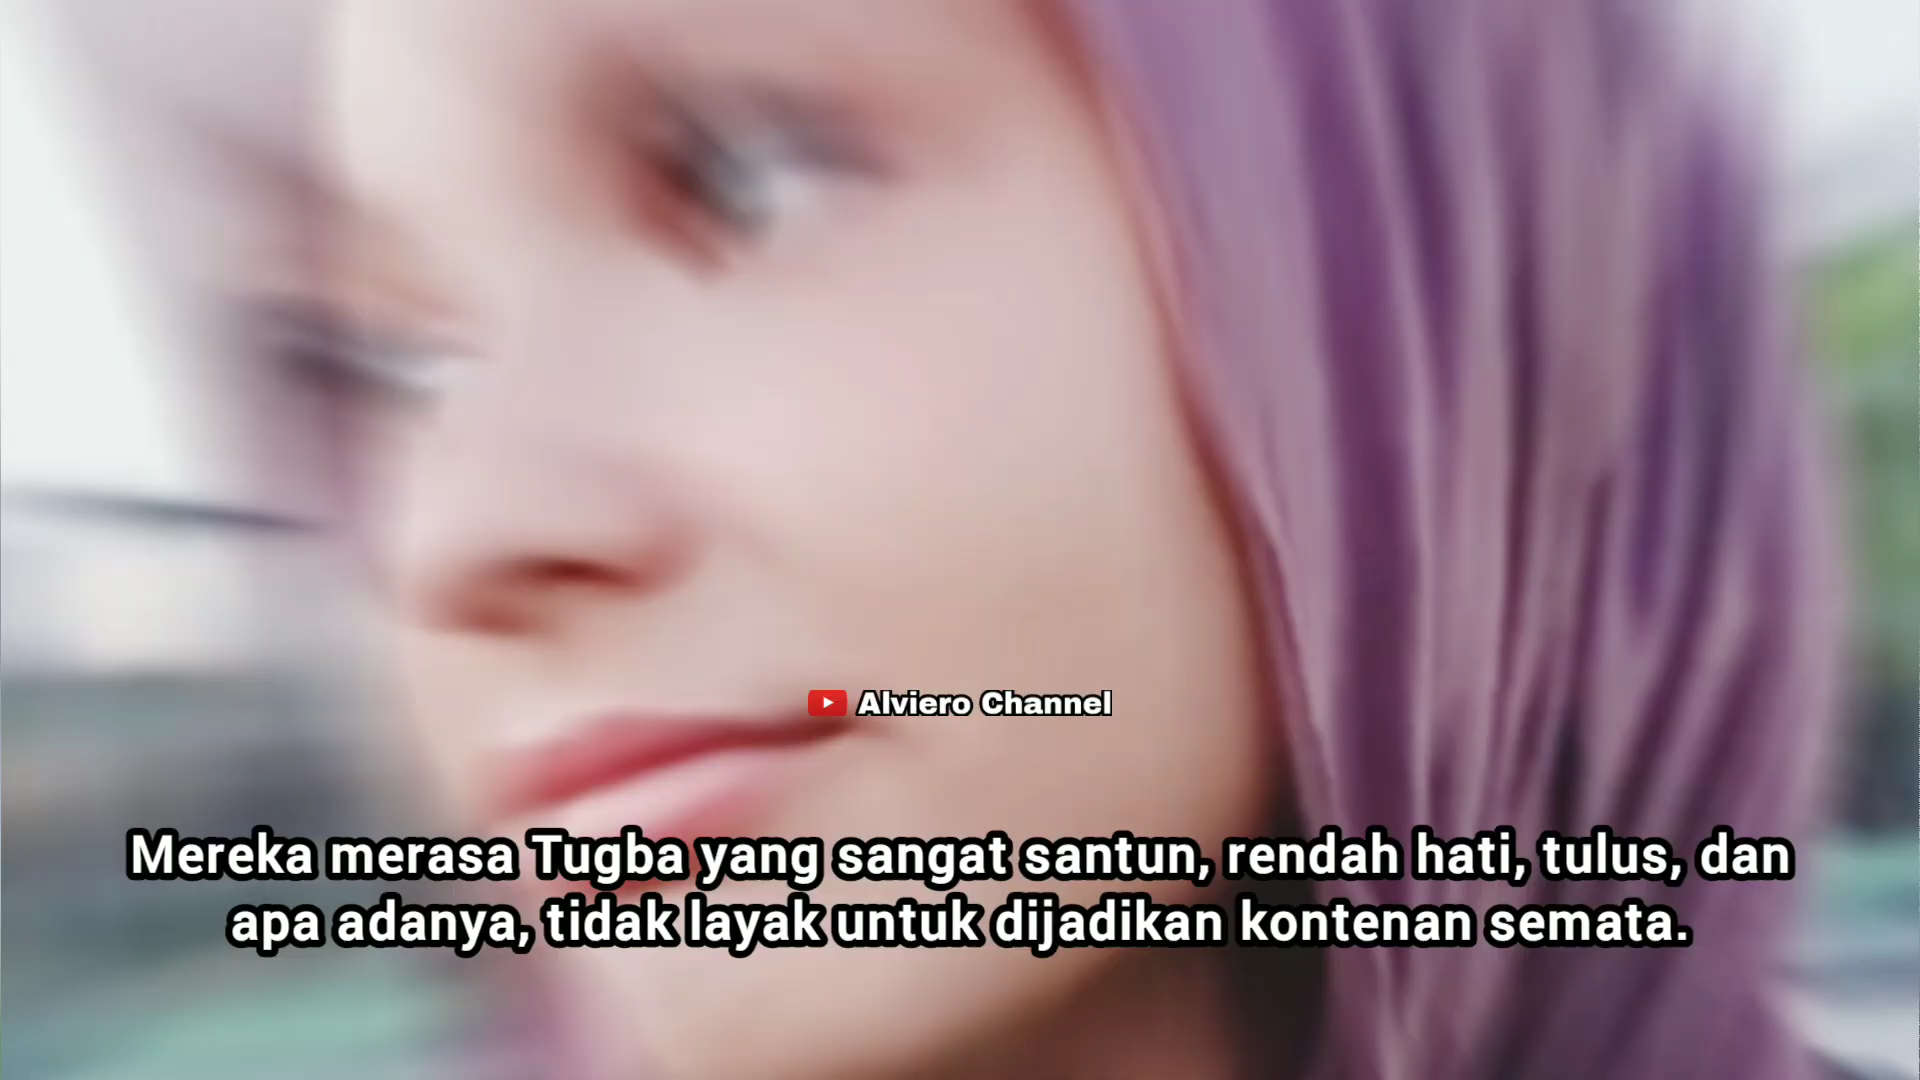 Alviero Channel
Mereka merasa Tugba yang sangat santun, rendah hati, tulus, dan
apa adanya, tidak layak untuk dijadikan kontenan semata.